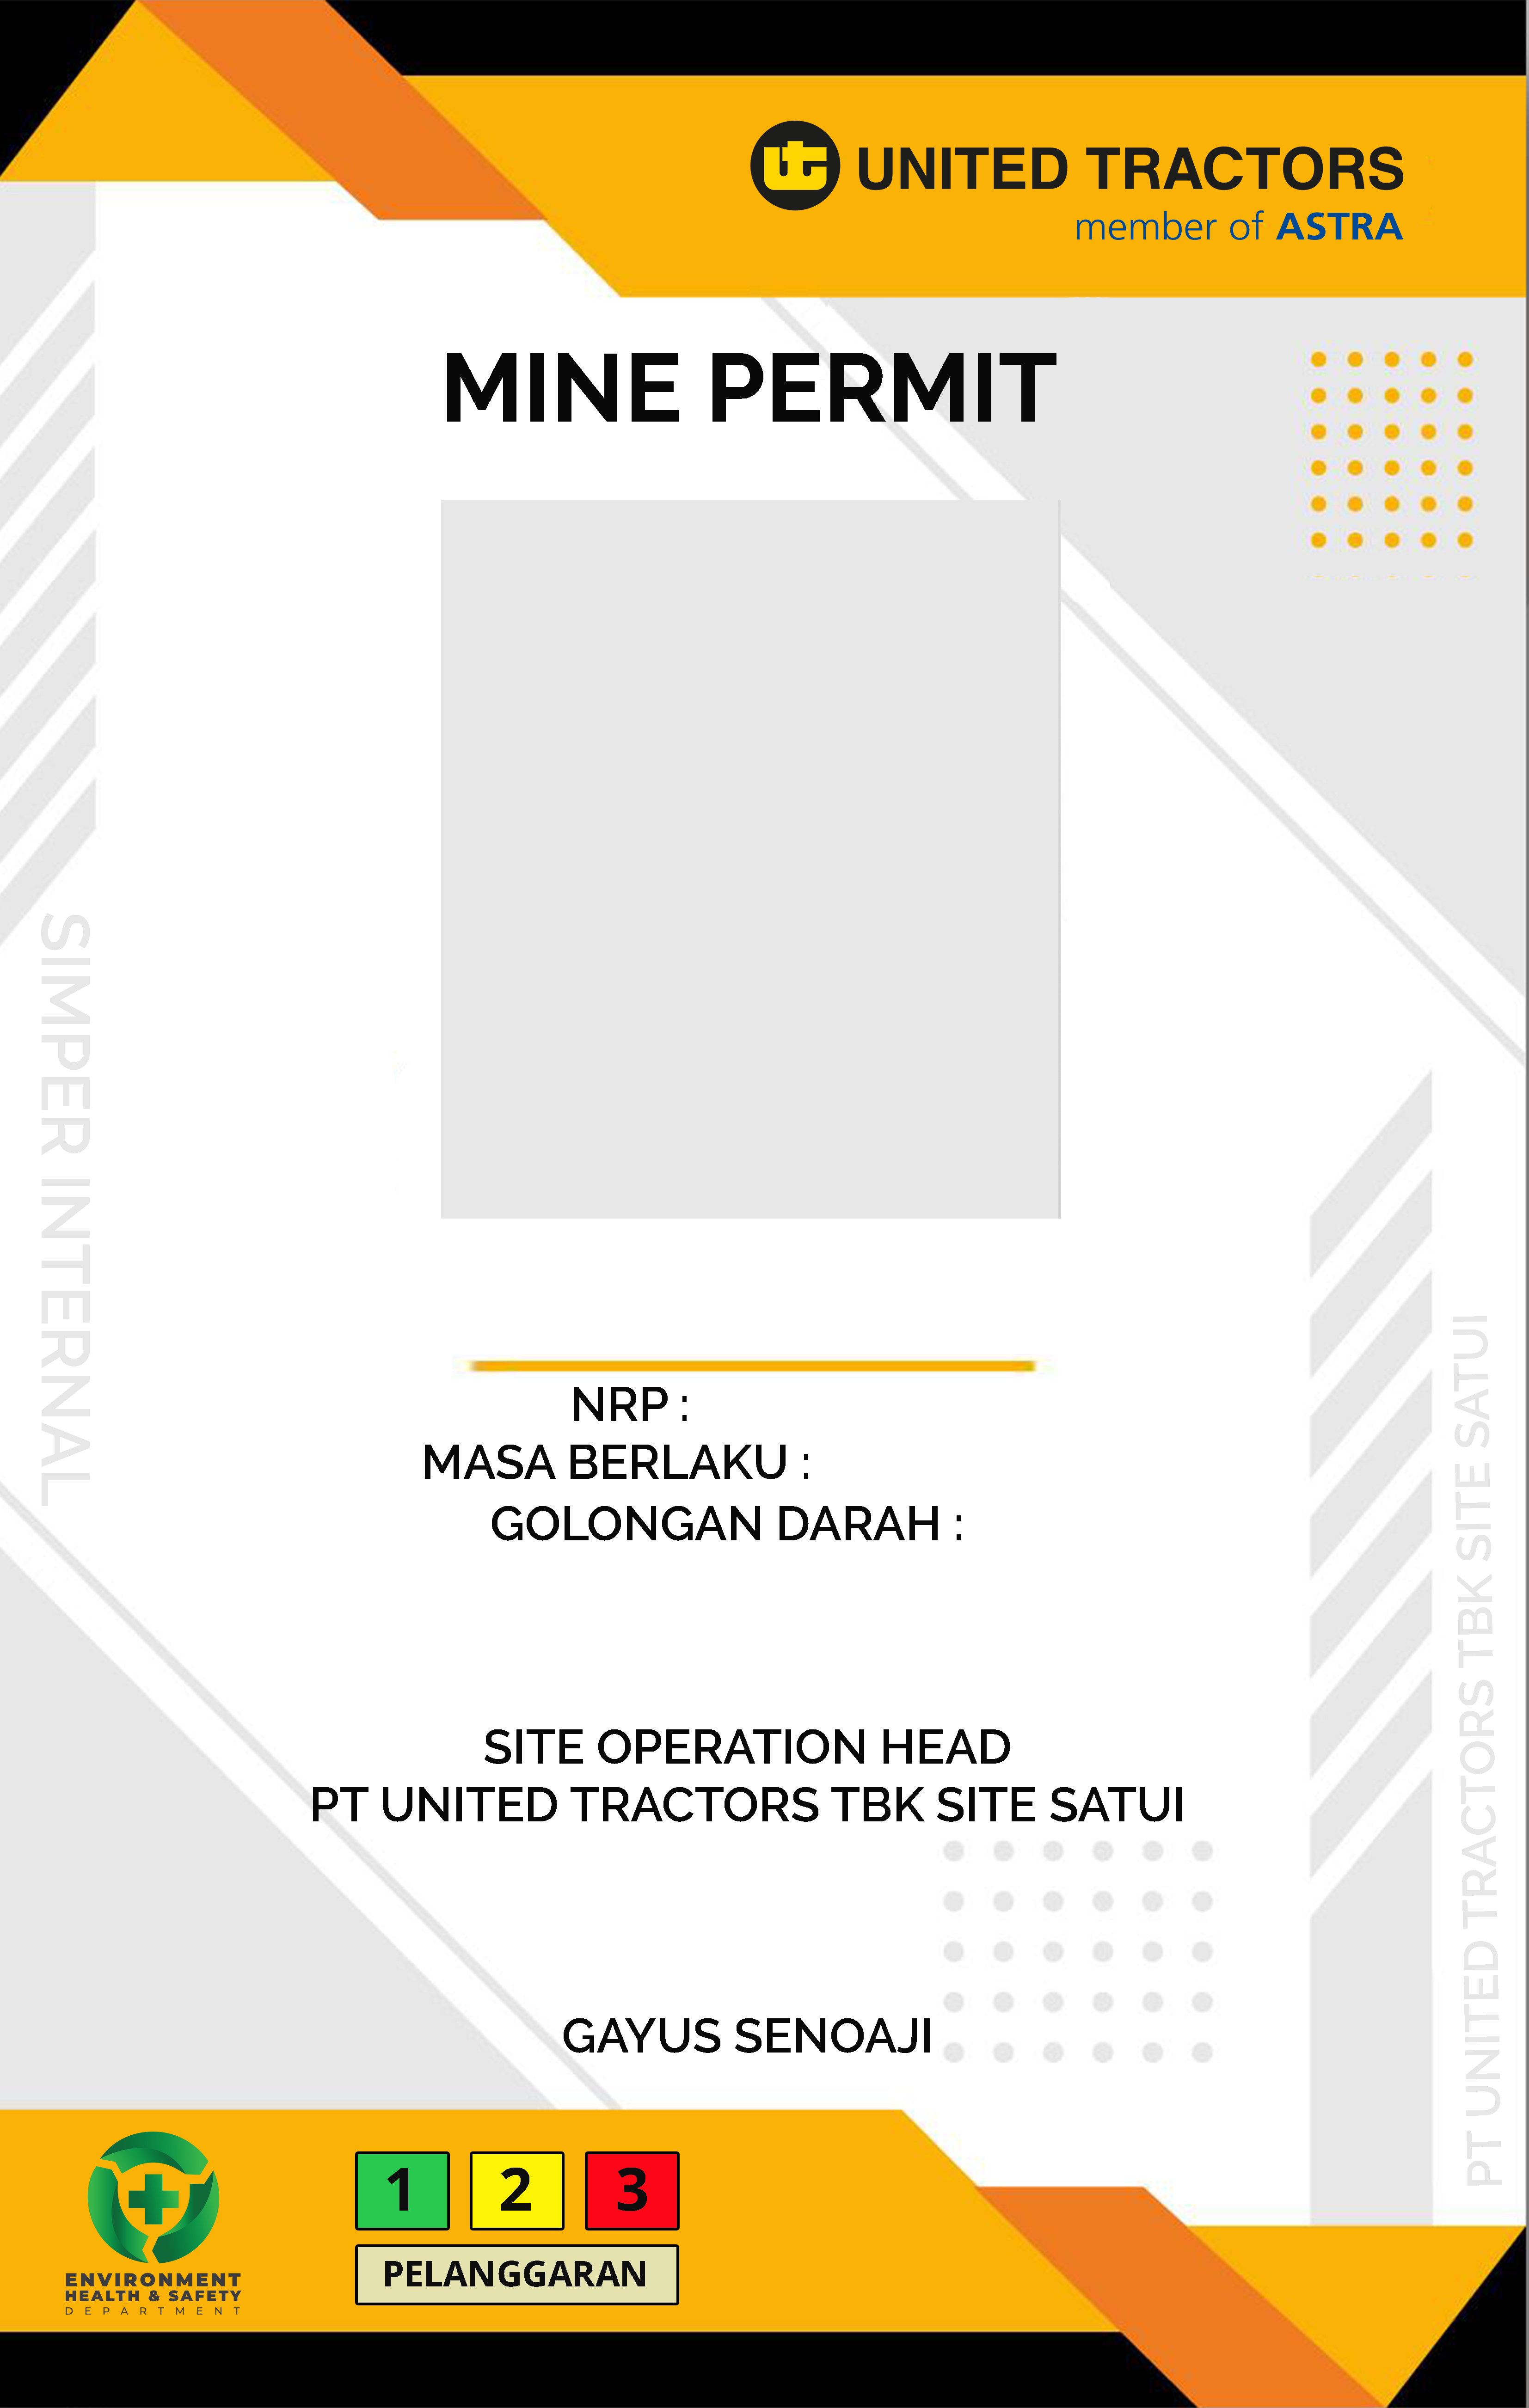 UNITED TRACTORS
member of ASTRA
MINE PERMIT
SIMPER INTERNAL
NRP :
MASA BERLAKU :
GOLONGAN DARAH :
SITE OPERATION HEAD
PT UNITED TRACTORS TBK SITE SATUI
GAYUS SENOAJI
PT UNITED TRACTORS TBK SITE SATUI
1 2 3
PELANGGARAN
ENVIRONMENT
HEALTH & SAFETY
DEPARTMENT